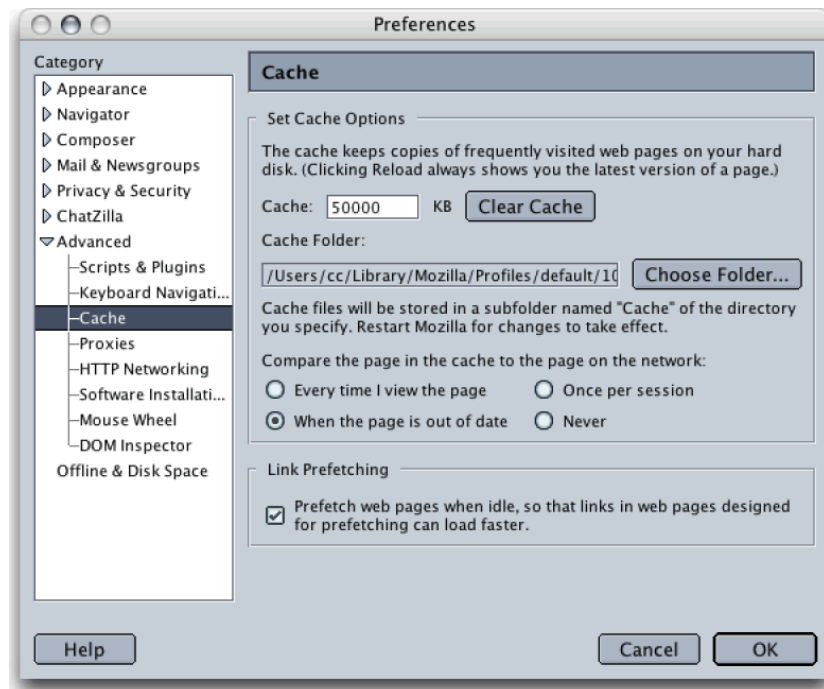 Preferences
Category
Appearance
Navigator
Composer
Mail & Newsgroups
Privacy & Security
ChatZilla
Advanced
Scripts & Plugins
Keyboard Navigati...
Cache
Proxies
HTTP Networking
Software Installati...
Mouse Wheel
DOM Inspector
Offline & Disk Space
Cache
Set Cache Options
The cache keeps copies of frequently visited web pages on your hard
disk. (Clicking Reload always shows you the latest version of a page.)
Cache: 50000 KB Clear Cache
Cache Folder:
/Users/cc/Library/Mozilla/Profiles/default/10 Choose Folder...
Cache files will be stored in a subfolder named "Cache" of the directory
you specify. Restart Mozilla for changes to take effect.
Compare the page in the cache to the page on the network:
Every time I view the page Once per session
When the page is out of date Never
Link Prefetching
Prefetch web pages when idle, so that links in web pages designed
for prefetching can load faster.
Help Cancel OK